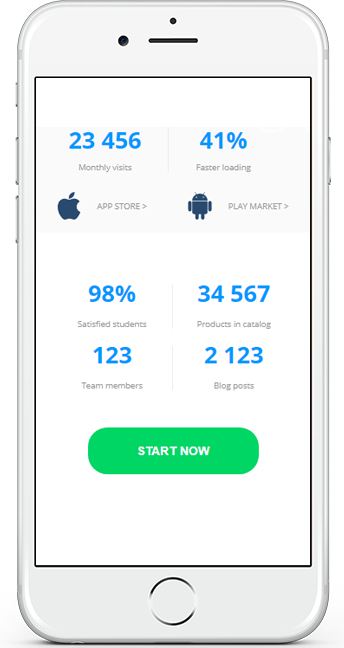 23 456 41%
Monthly visits Faster loading
APP STORE > PLAY MARKET >
98% 34 567
Satisfied students Products in catalog
123 2 123
Team members Blog posts
START NOW